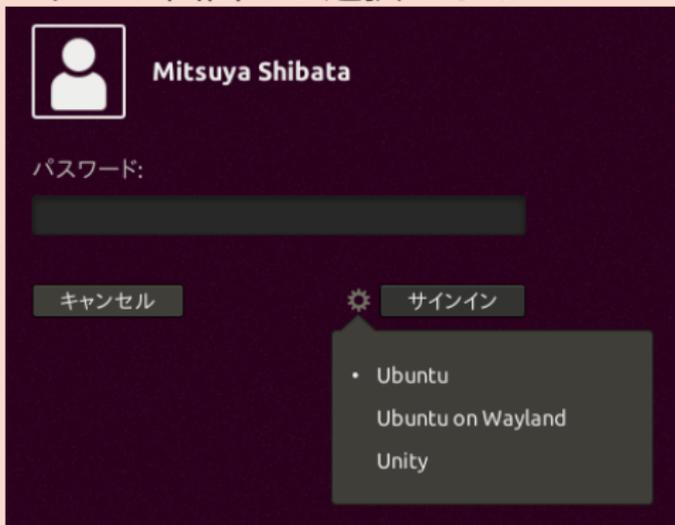 Mitsuya Shibata
パスワード:
キャンセル
サインイン
• Ubuntu
Ubuntu on Wayland
Unity